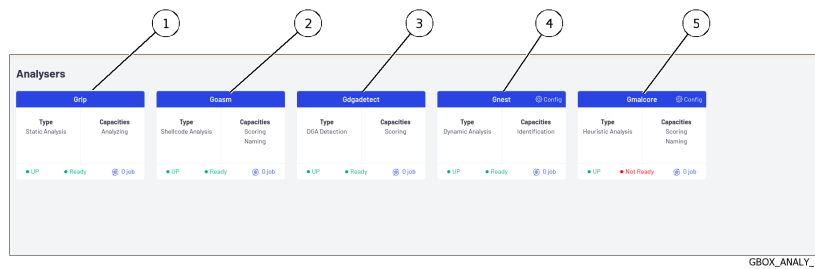 1 2 3 4 5
Analysers
Grip Goasm Gdgadetect Gnest Config Gmalcore Config
Type Capacities Type Capacities Type Capacities Type Capacities Type Capacities
Static Analysis Analyzing Shellcode Analysis Scoring DGA Detection Scoring Dynamic Analysis Identification Heuristic Analysis Scoring
Naming Naming
UP Ready 0 job UP Ready 0 job UP Ready 0 job UP Ready 0 job UP Not Ready 0 job
GBOX_ANALY_